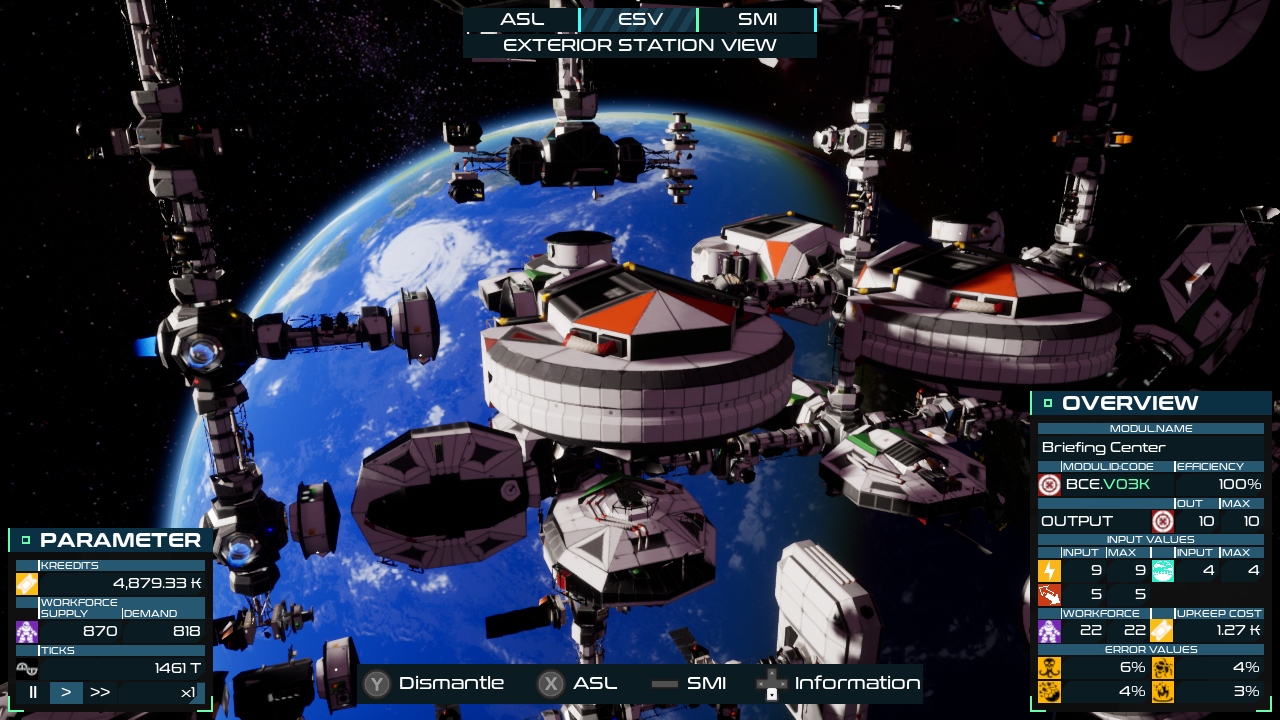 ASL ESV SMI
EXTERIOR STATION VIEW
PARAMETER
KREEDITS
4,879.33 K
WORKFORCE
SUPPLY DEMAND
870 818
TICKS
1461 T
II > >> x1
OVERVIEW
MODULNAME
Briefing Center
MODULID:CODE EFFICIENCY
BCE.V03K 100%
OUT MAX
OUTPUT 10 10
INPUT VALUES
INPUT MAX INPUT MAX
9 9 4 4
5 5
WORKFORCE UPKEEP COST
22 22 1.27 K
ERROR VALUES
6% 4%
4% 3%
Y Dismantle X ASL SMI Information